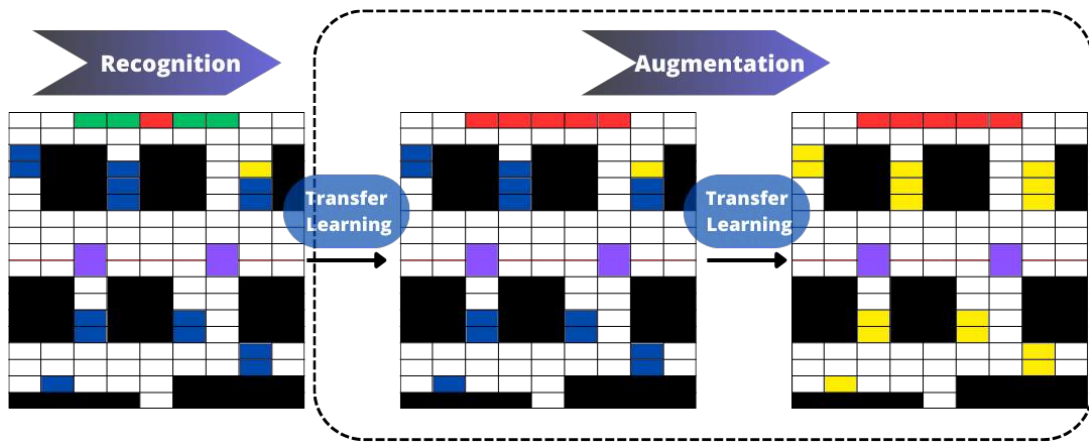 Recognition
Augmentation
Transfer
Learning
Transfer
Learning